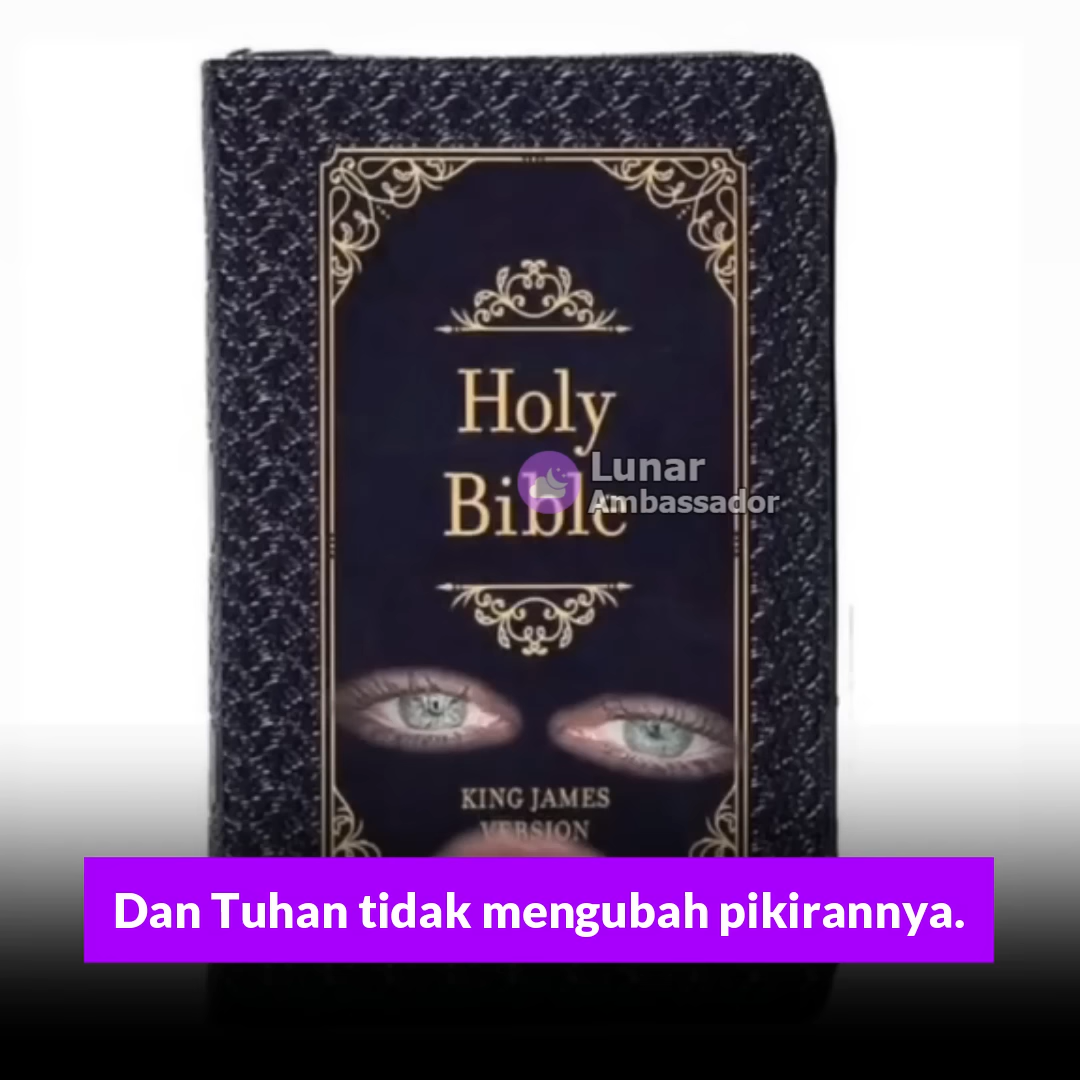 Holy
Bible
Lunar
Ambassador
KING JAMES
VERSION
Dan Tuhan tidak mengubah pikirannya.